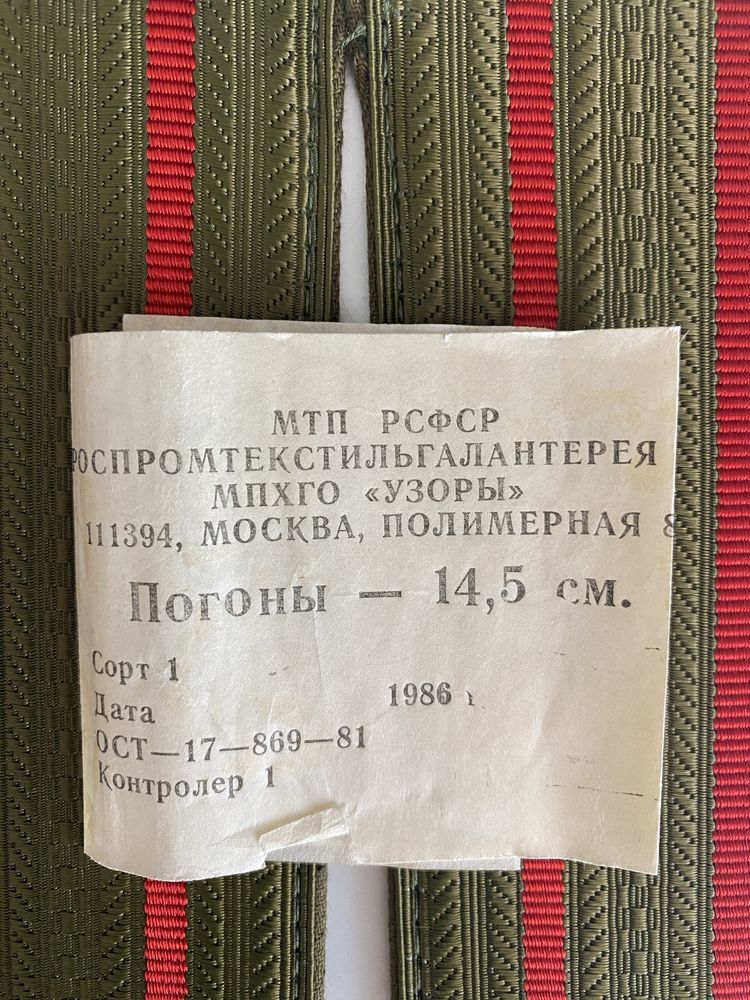 МТП РСФСР
РОСПРОМТЕКСТИЛЬГАЛАНТЕРЕЯ
МПХГО «УЗОРЫ»
111394, МОСКВА, ПОЛИМЕРНАЯ 8
Погоны — 14,5 см.
Сорт 1
Дата 1986 г.
ОСТ—17—869—81
Контролер 1